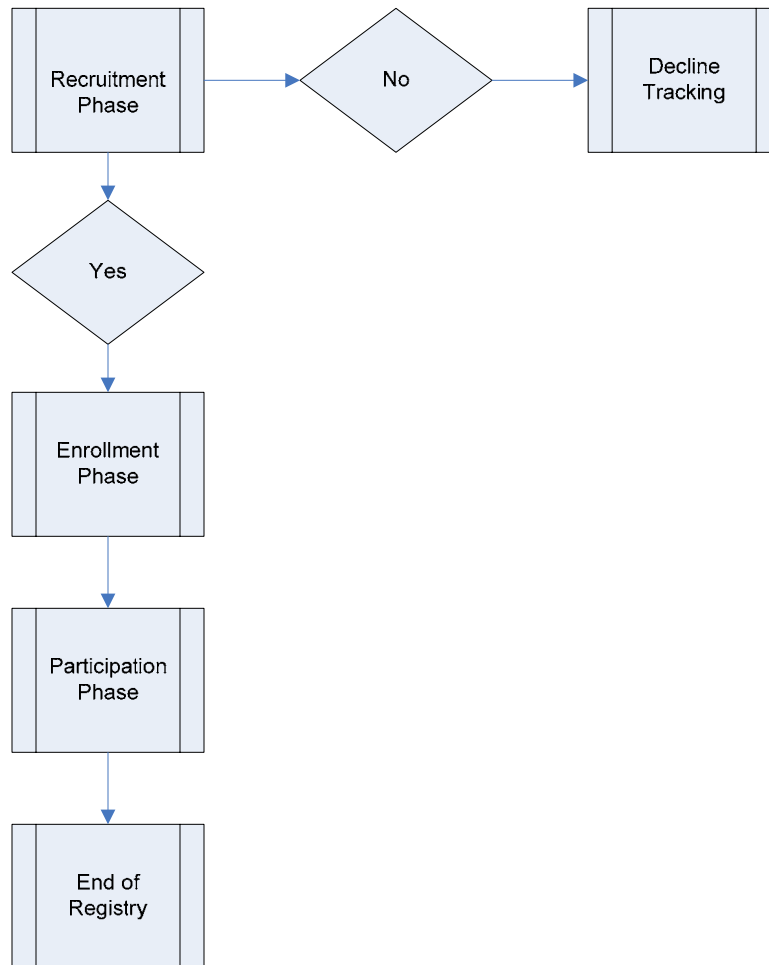 Recruitment
Phase
No
Decline
Tracking
Yes
Enrollment
Phase
Participation
Phase
End of
Registry